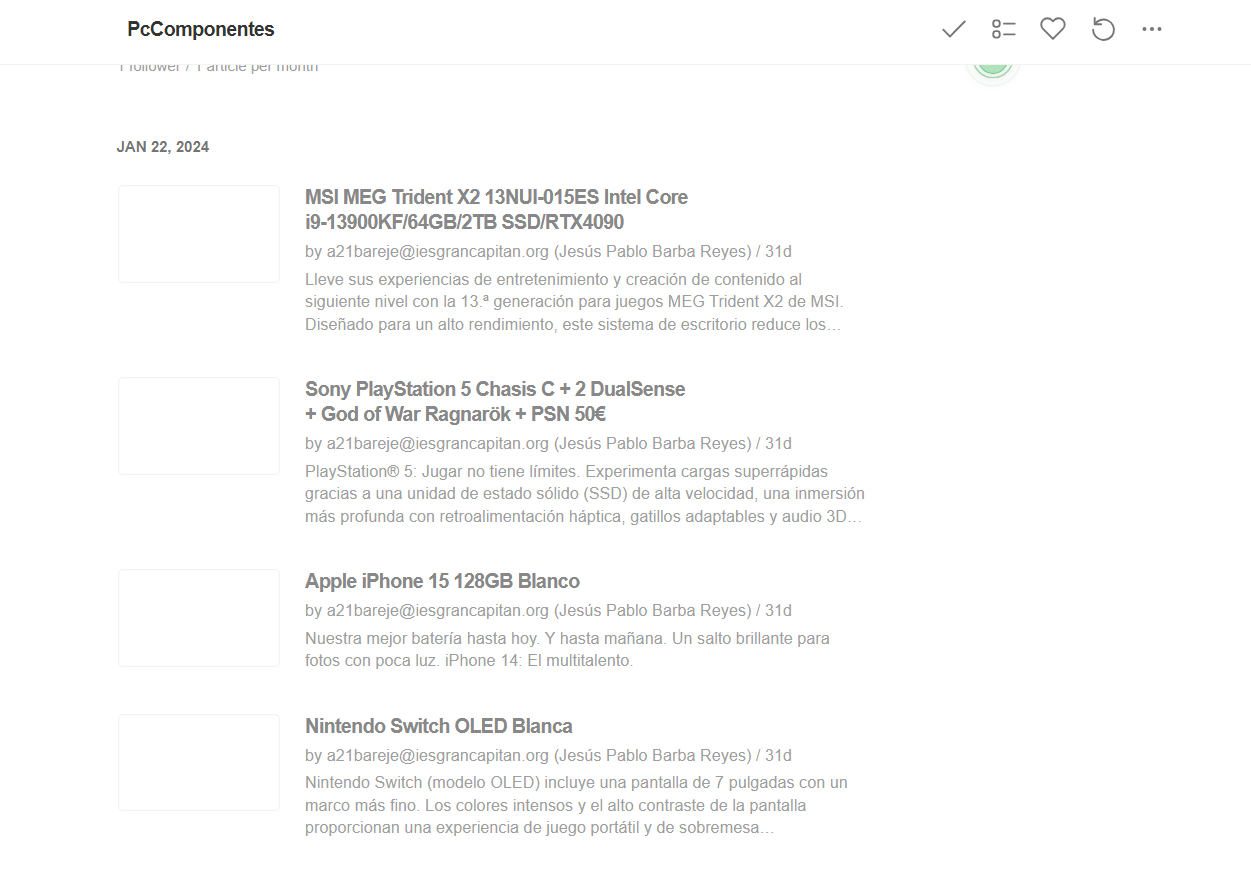 PcComponentes
1 follower / 1 article per month
JAN 22, 2024
MSI MEG Trident X2 13NUI-015ES Intel Core
i9-13900KF/64GB/2TB SSD/RTX4090
by a21bareje@iesgrancapitan.org (Jesús Pablo Barba Reyes) / 31d
Lleve sus experiencias de entretenimiento y creación de contenido al
siguiente nivel con la 13.ª generación para juegos MEG Trident X2 de MSI.
Diseñado para un alto rendimiento, este sistema de escritorio reduce los…
Sony PlayStation 5 Chasis C + 2 DualSense
+ God of War Ragnarök + PSN 50€
by a21bareje@iesgrancapitan.org (Jesús Pablo Barba Reyes) / 31d
PlayStation® 5: Jugar no tiene límites. Experimenta cargas superrápidas
gracias a una unidad de estado sólido (SSD) de alta velocidad, una inmersión
más profunda con retroalimentación háptica, gatillos adaptables y audio 3D…
Apple iPhone 15 128GB Blanco
by a21bareje@iesgrancapitan.org (Jesús Pablo Barba Reyes) / 31d
Nuestra mejor batería hasta hoy. Y hasta mañana. Un salto brillante para
fotos con poca luz. iPhone 14: El multitalento.
Nintendo Switch OLED Blanca
by a21bareje@iesgrancapitan.org (Jesús Pablo Barba Reyes) / 31d
Nintendo Switch (modelo OLED) incluye una pantalla de 7 pulgadas con un
marco más fino. Los colores intensos y el alto contraste de la pantalla
proporcionan una experiencia de juego portátil y de sobremesa…